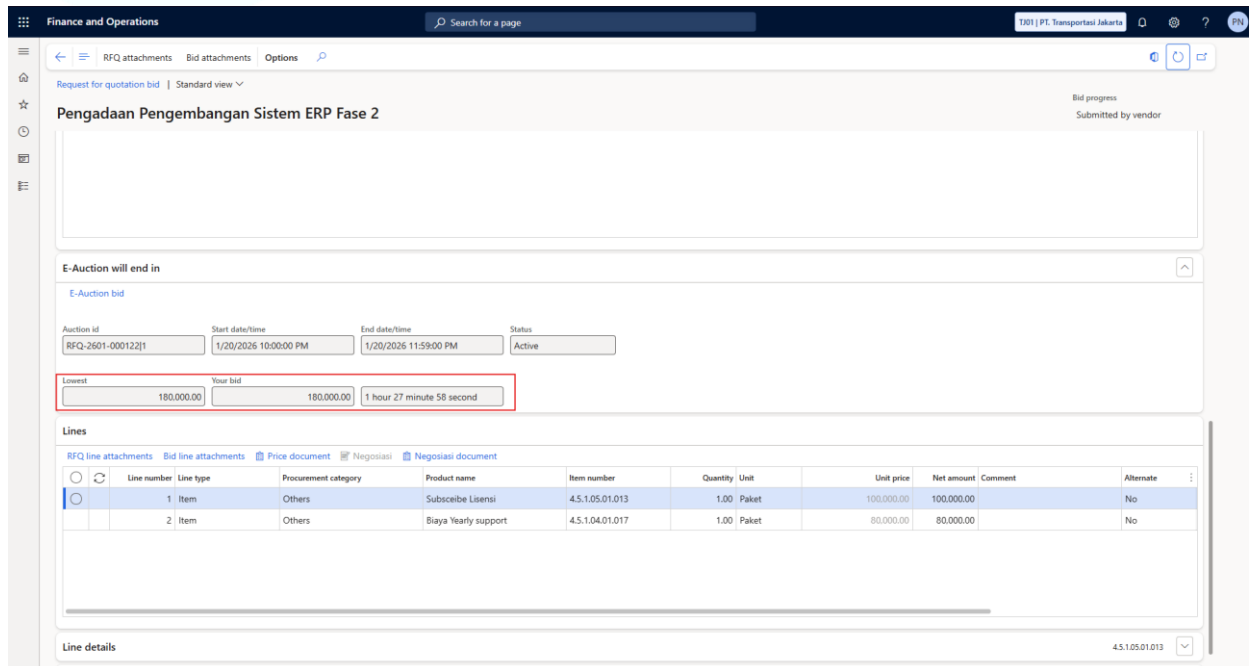 Finance and Operations
Search for a page
TJ01 | PT. Transportasi Jakarta
?
PN
RFQ attachments Bid attachments Options
Request for quotation bid | Standard view
Bid progress
Pengadaan Pengembangan Sistem ERP Fase 2
Submitted by vendor
E-Auction will end in
E-Auction bid
Auction id Start date/time End date/time Status
RFQ-2601-000122|1 1/20/2026 10:00:00 PM 1/20/2026 11:59:00 PM Active
Lowest Your bid
180,000.00 180,000.00 1 hour 27 minute 58 second
Lines
RFQ line attachments Bid line attachments Price document Negosiasi Negosiasi document
Line number Line type Procurement category Product name Item number Quantity Unit Unit price Net amount Comment Alternate
1 Item Others Subsceibe Lisensi 4.5.1.05.01.013 1.00 Paket 100,000.00 100,000.00 No
2 Item Others Biaya Yearly support 4.5.1.04.01.017 1.00 Paket 80,000.00 80,000.00 No
Line details 4.5.1.05.01.013